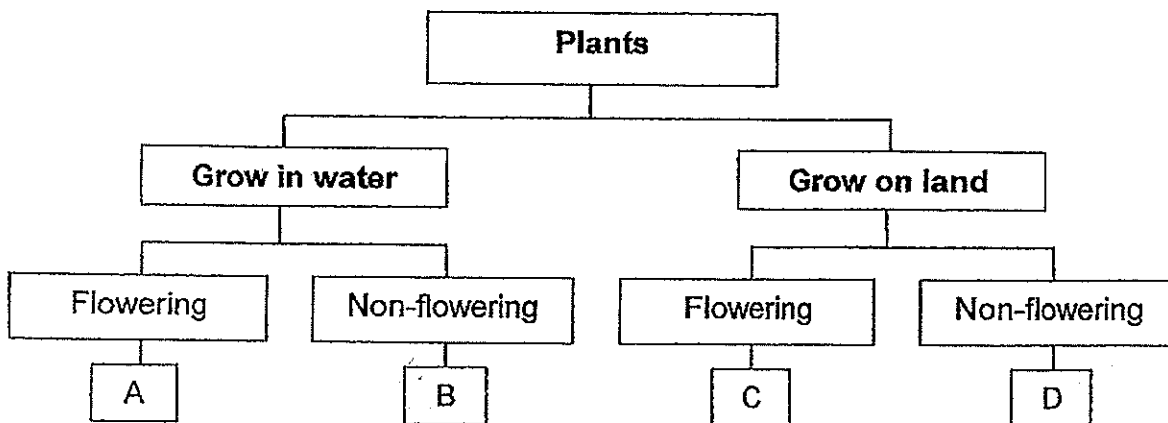 Plants
Grow in water Grow on land
Flowering Non-flowering Flowering Non-flowering
A B C D